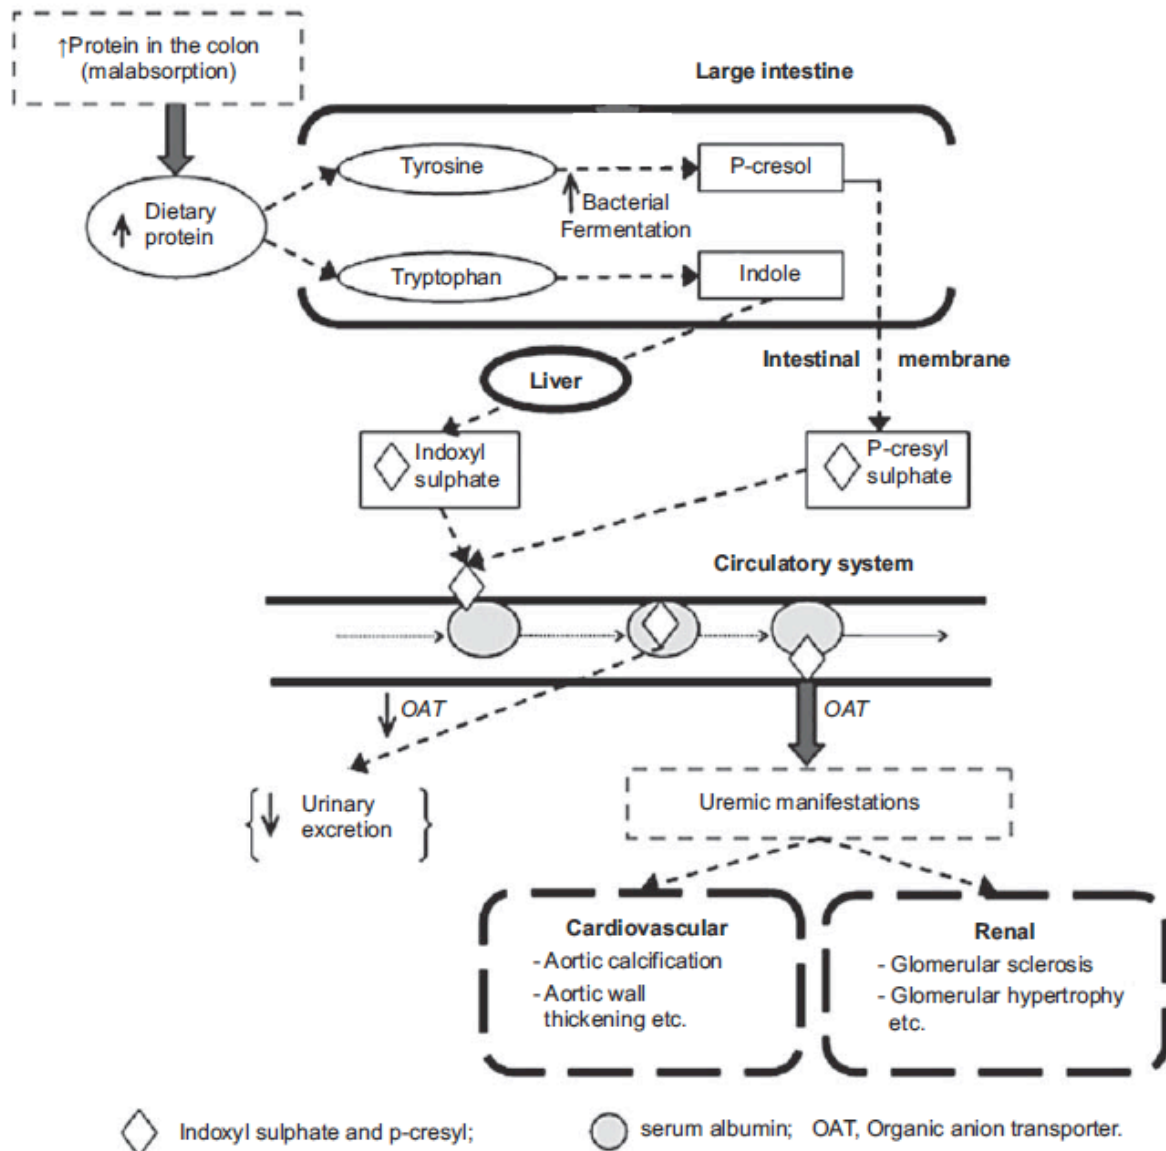 ↑Protein in the colon
(malabsorption)
Large intestine
Tyrosine
P-cresol
↑ Dietary
protein
↑ Bacterial
Fermentation
Tryptophan
Indole
Intestinal membrane
Liver
Indoxyl
sulphate
P-cresyl
sulphate
Circulatory system
↓ OAT
OAT
{↓ Urinary
excretion}
Uremic manifestations
Cardiovascular
- Aortic calcification
- Aortic wall
thickening etc.
Renal
- Glomerular sclerosis
- Glomerular hypertrophy
etc.
Indoxyl sulphate and p-cresyl;
serum albumin; OAT, Organic anion transporter.